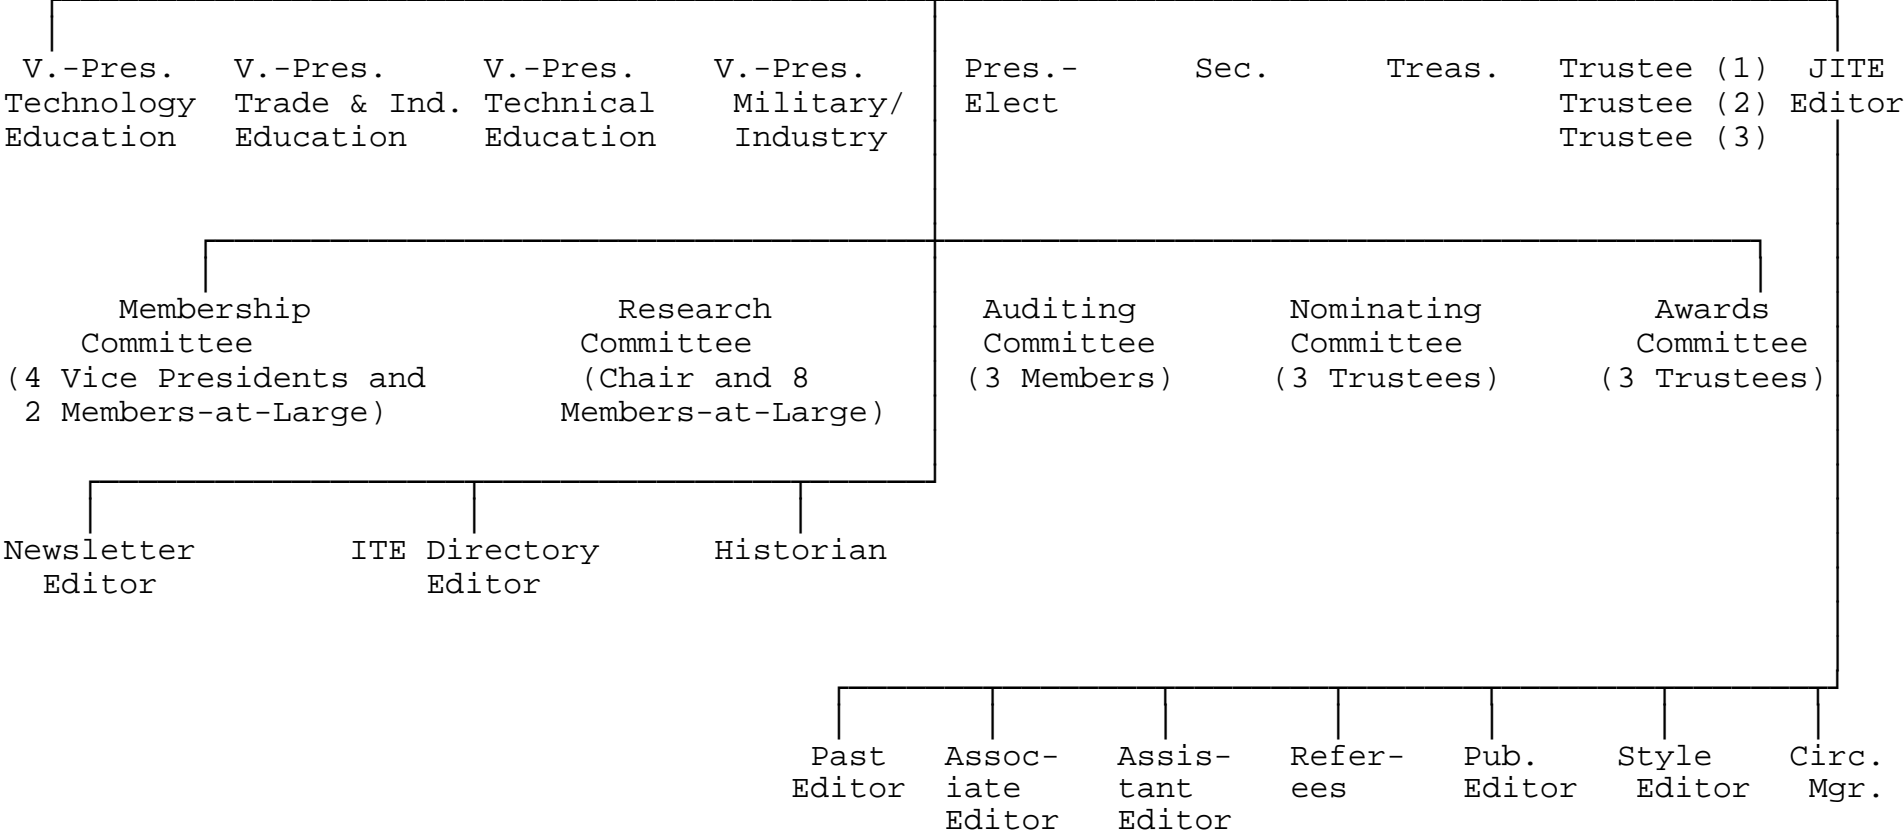 V.-Pres. V.-Pres. V.-Pres. V.-Pres. Pres.- Sec. Treas. Trustee (1) JITE
Technology Trade & Ind. Technical Military/ Elect Trustee (2) Editor
Education Education Education Industry Trustee (3)
Membership Research Auditing Nominating Awards
Committee Committee Committee Committee Committee
(4 Vice Presidents and (Chair and 8 (3 Members) (3 Trustees) (3 Trustees)
2 Members-at-Large) Members-at-Large)
Newsletter ITE Directory Historian
Editor Editor
Past Assoc- Assis- Refer- Pub. Style Circ.
Editor iate tant ees Editor Editor Mgr.
Editor Editor